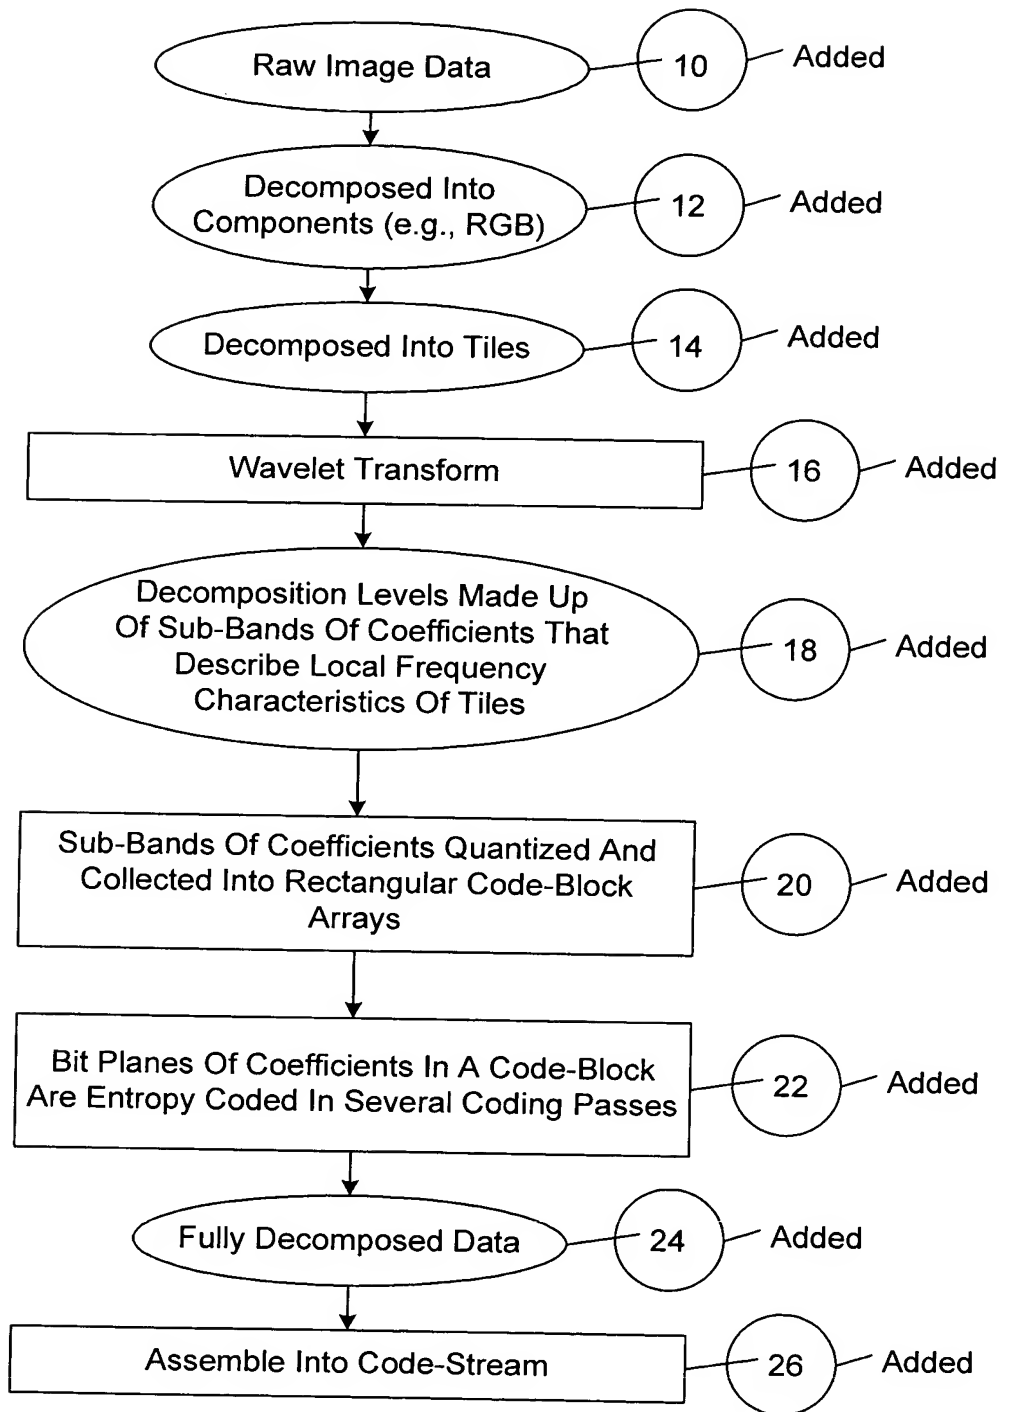 Raw Image Data
10
Added
Decomposed Into
Components (e.g., RGB)
12
Added
Decomposed Into Tiles
14
Added
Wavelet Transform
16
Added
Decomposition Levels Made Up
Of Sub-Bands Of Coefficients That
Describe Local Frequency
Characteristics Of Tiles
18
Added
Sub-Bands Of Coefficients Quantized And
Collected Into Rectangular Code-Block
Arrays
20
Added
Bit Planes Of Coefficients In A Code-Block
Are Entropy Coded In Several Coding Passes
22
Added
Fully Decomposed Data
24
Added
Assemble Into Code-Stream
26
Added